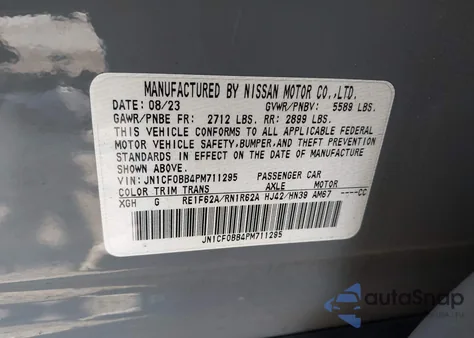 MANUFACTURED BY NISSAN MOTOR CO.,LTD.
DATE: 08/23 GVWR/PNBV: 5589 LBS.
GAWR/PNBE FR: 2712 LBS. RR: 2899 LBS.
THIS VEHICLE CONFORMS TO ALL APPLICABLE FEDERAL
MOTOR VEHICLE SAFETY,BUMPER,AND THEFT PREVENTION
STANDARDS IN EFFECT ON THE DATE OF MANUFACTURE
SHOWN ABOVE.
VIN: JN1CF0BB4PM711295 PASSENGER CAR
COLOR TRIM TRANS AXLE MOTOR
XGH G RE1F62A/RN1R62A HJ42/HN39 AM67 -----CC
JN1CF0BB4PM711295
autoSnap